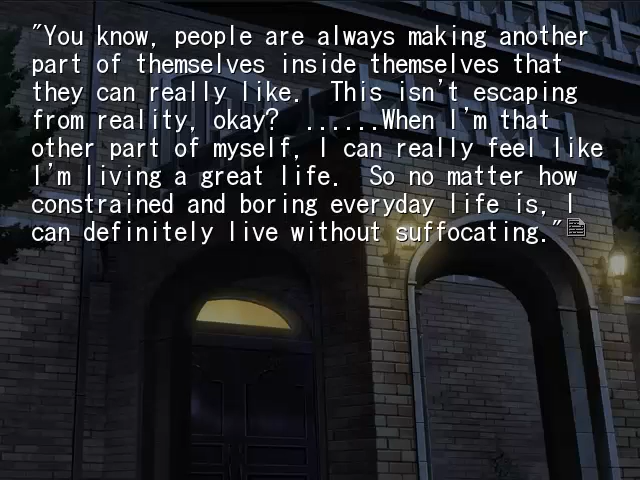 "You know, people are always making another
part of themselves inside themselves that
they can really like.  This isn't escaping
from reality, okay?  ......When I'm that
other part of myself, I can really feel like
I'm living a great life.  So no matter how
constrained and boring everyday life is, I
can definitely live without suffocating."